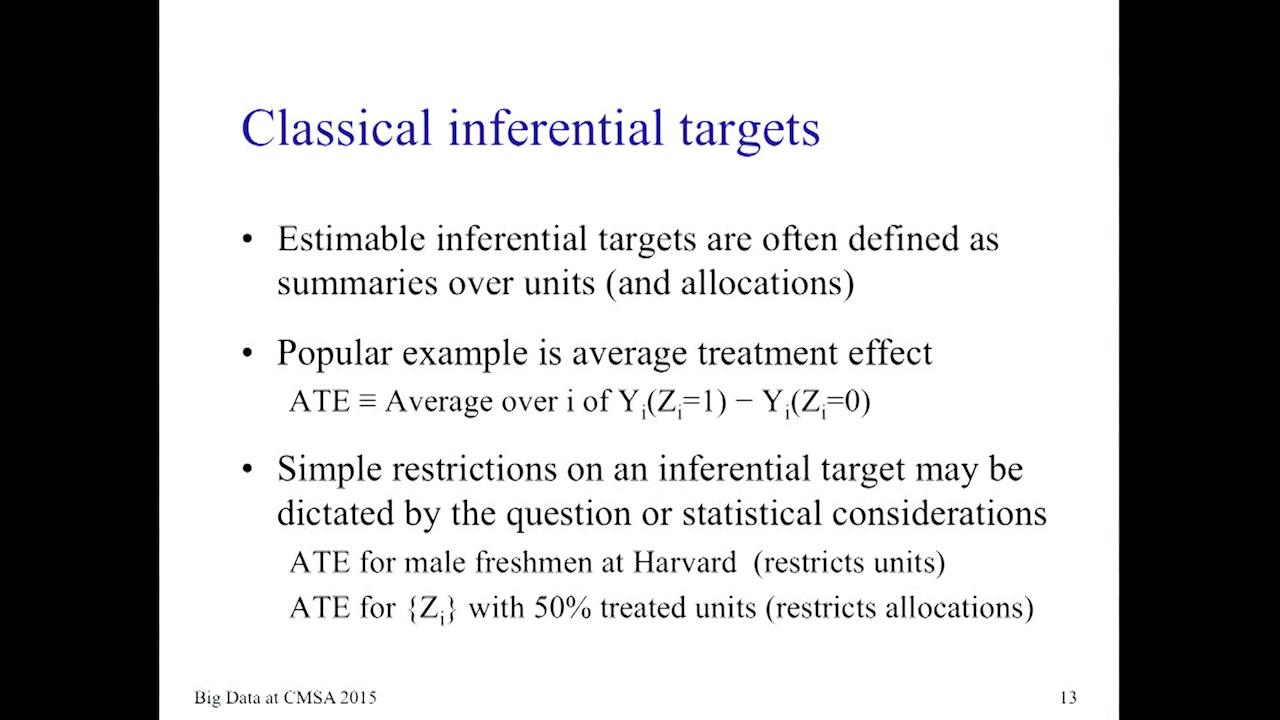 Classical inferential targets
• Estimable inferential targets are often defined as
summaries over units (and allocations)
• Popular example is average treatment effect
ATE ≡ Average over i of Yᵢ(Zᵢ=1) − Yᵢ(Zᵢ=0)
• Simple restrictions on an inferential target may be
dictated by the question or statistical considerations
ATE for male freshmen at Harvard (restricts units)
ATE for {Zᵢ} with 50% treated units (restricts allocations)
Big Data at CMSA 2015
13